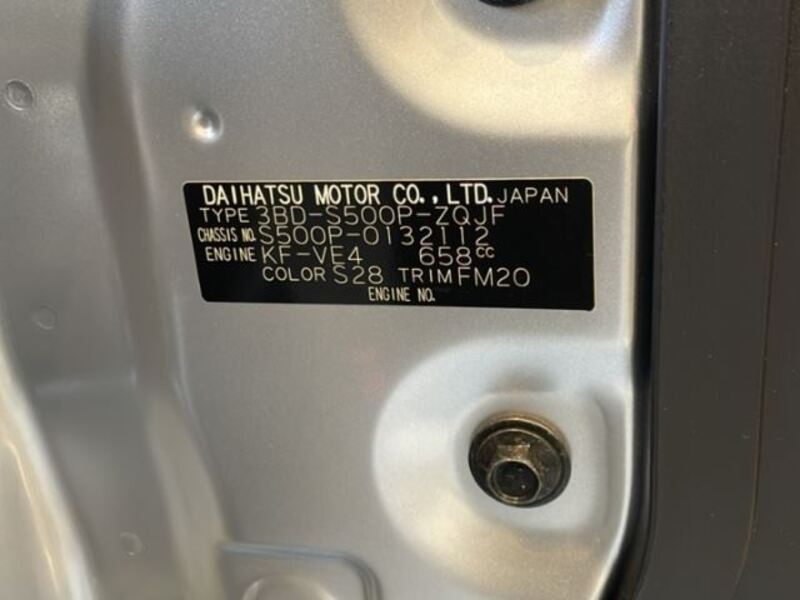 DAIHATSU MOTOR CO.,LTD. JAPAN
TYPE 3BD-S500P-ZQJF
CHASSIS NO. S500P-0132112
ENGINE KF-VE4 658cc
COLOR S28 TRIM FM20
ENGINE NO.